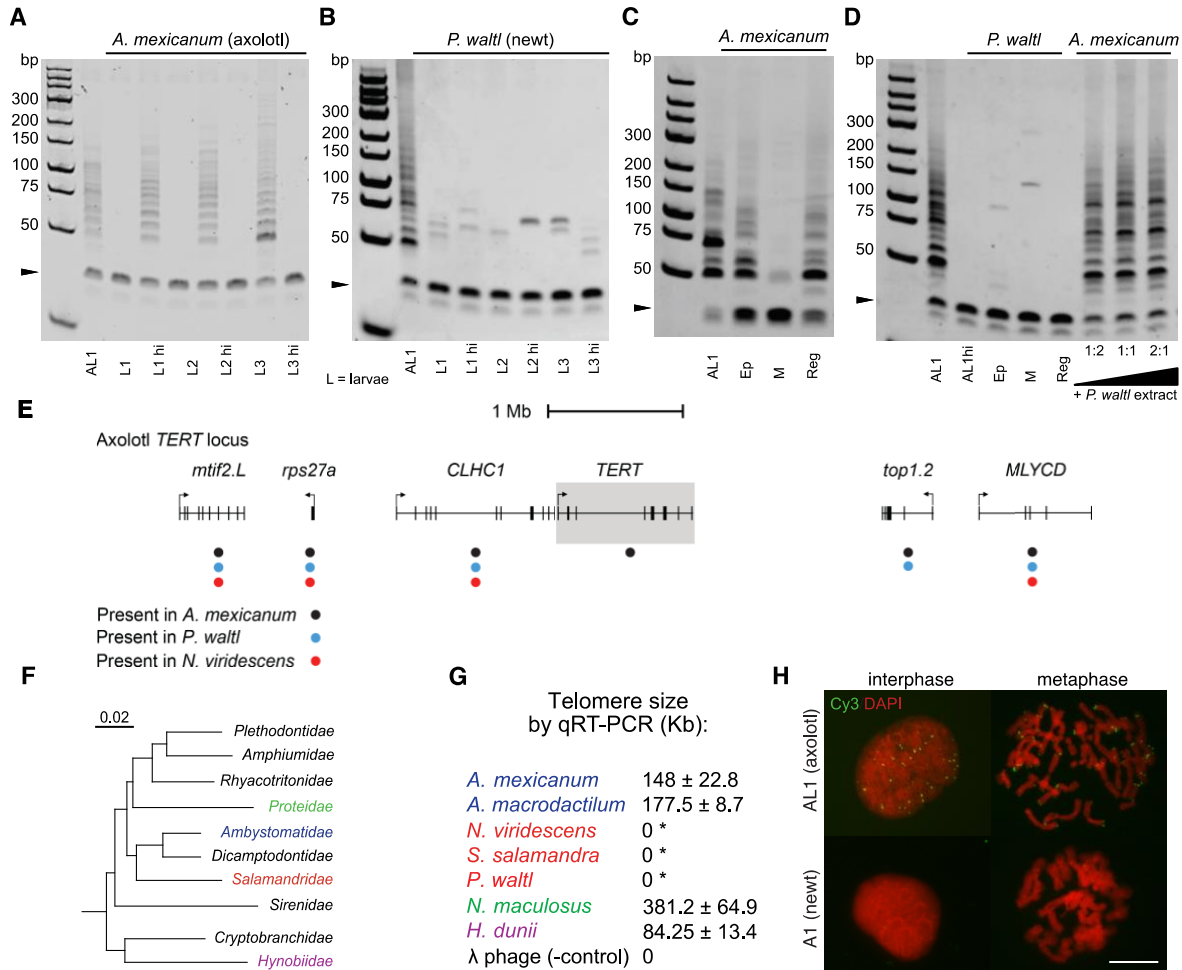 A
A. mexicanum (axolotl)
bp
300
200
150
100
75
50
AL1
L1
L1 hi
L2
L2 hi
L3
L3 hi
B
P. waltl (newt)
bp
300
200
150
100
75
50
AL1
L1
L1 hi
L2
L2 hi
L3
L3 hi
L = larvae
C
A. mexicanum
bp
300
200
150
100
75
50
AL1
Ep
M
Reg
D
P. waltl
A. mexicanum
bp
300
200
150
100
75
50
AL1
AL1hi
Ep
M
Reg
1:2 1:1 2:1
+ P. waltl extract
E
1 Mb
Axolotl TERT locus
mtif2.L rps27a CLHC1 TERT top1.2 MLYCD
Present in A. mexicanum
Present in P. waltl
Present in N. viridescens
F
0.02
Plethodontidae
Amphiumidae
Rhyacotritonidae
Proteidae
Ambystomatidae
Dicamptodontidae
Salamandridae
Sirenidae
Cryptobranchidae
Hynobiidae
G
Telomere size
by qRT-PCR (Kb):
A. mexicanum 148 ± 22.8
A. macrodactilum 177.5 ± 8.7
N. viridescens 0 *
S. salamandra 0 *
P. waltl 0 *
N. maculosus 381.2 ± 64.9
H. dunii 84.25 ± 13.4
λ phage (-control) 0
H
interphase metaphase
Cy3 DAPI
AL1 (axolotl)
A1 (newt)